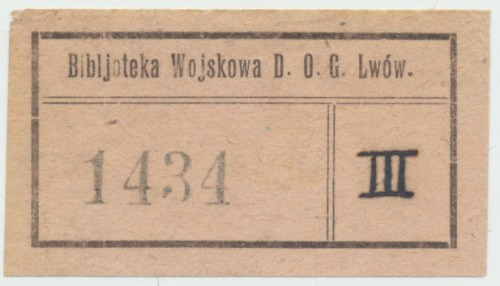 Bibljoteka Wojskowa D. O. G. Lwów.
1434
III